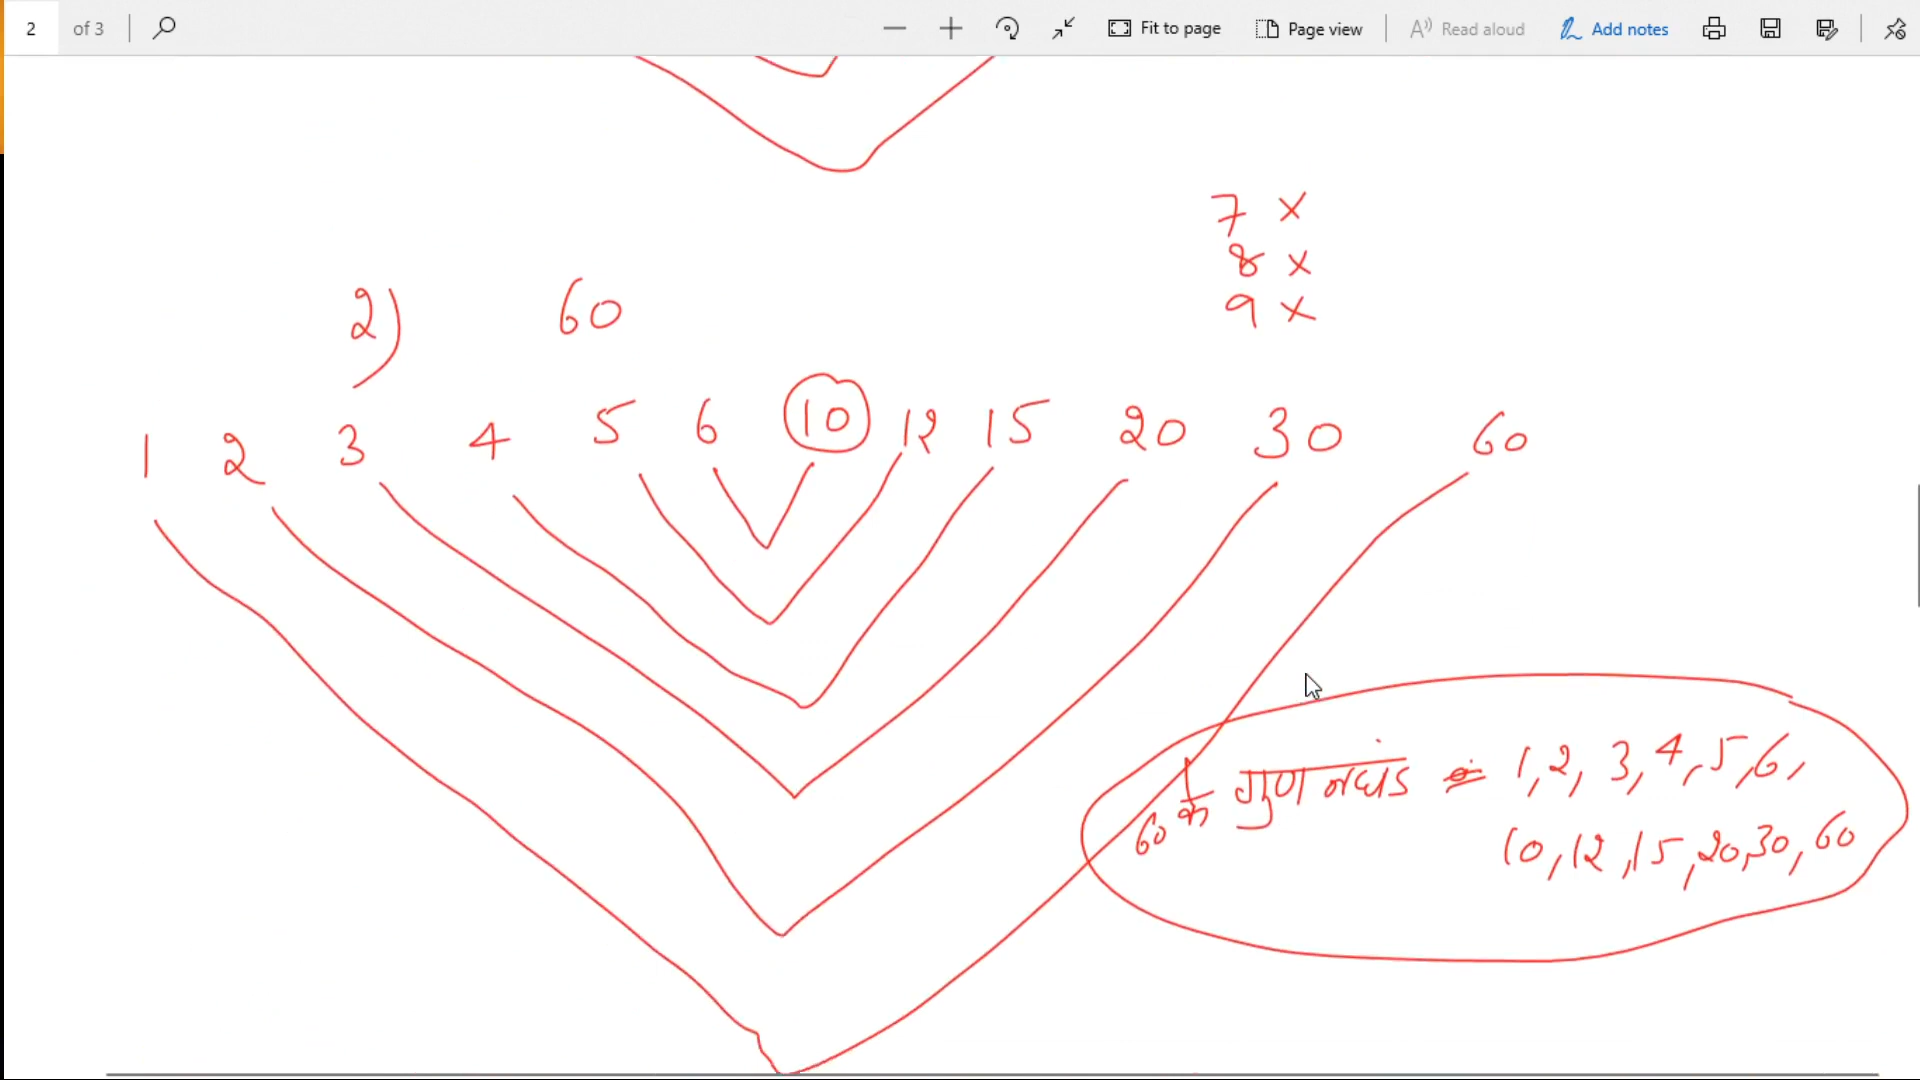 2 of 3 Fit to page Page view Read aloud Add notes
7 ×
8 ×
9 ×
2) 60
1 2 3 4 5 6 10 12 15 20 30 60
60 के गुणनखंड = 1, 2, 3, 4, 5, 6,
10, 12, 15, 20, 30, 60